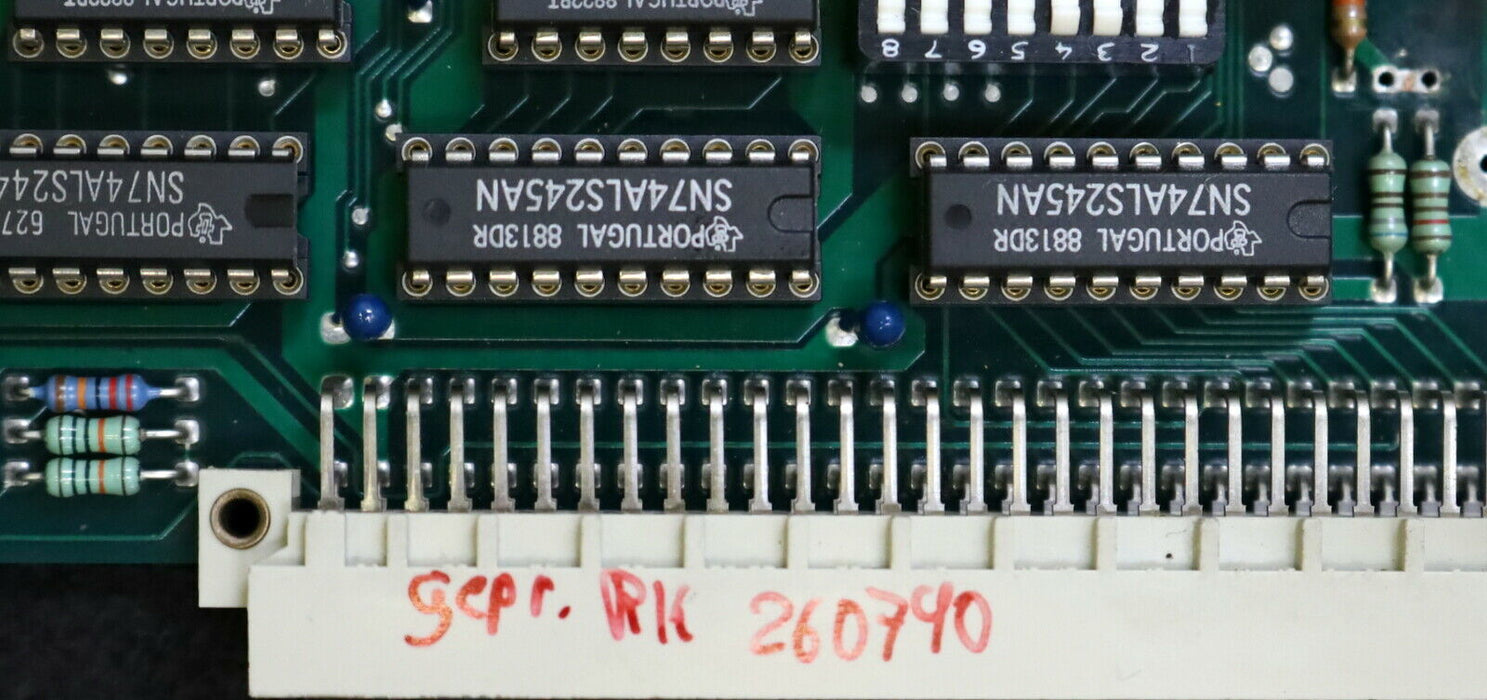 PORTUGAL 8822BT
PORTUGAL 8822BT
8 7 6 5 4 3 2 1
SN74ALS244
PORTUGAL 627
SN74ALS245AN
PORTUGAL 8813DR
SN74ALS245AN
PORTUGAL 8813DR
gepr. RK 260790